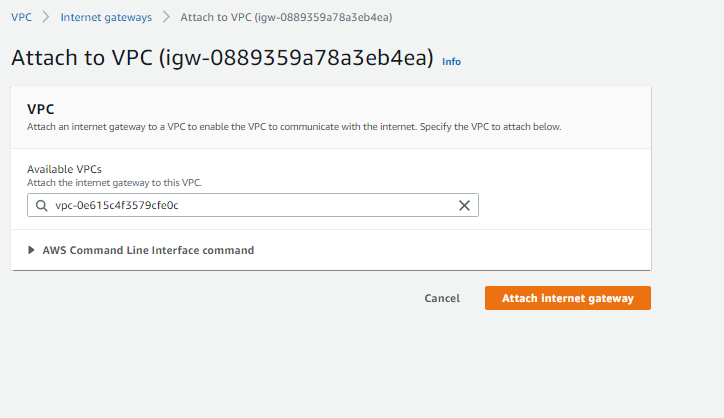 VPC > Internet gateways > Attach to VPC (igw-0889359a78a3eb4ea)
Attach to VPC (igw-0889359a78a3eb4ea) Info
VPC
Attach an internet gateway to a VPC to enable the VPC to communicate with the internet. Specify the VPC to attach below.
Available VPCs
Attach the internet gateway to this VPC.
vpc-0e615c4f3579cfe0c
AWS Command Line Interface command
Cancel Attach internet gateway